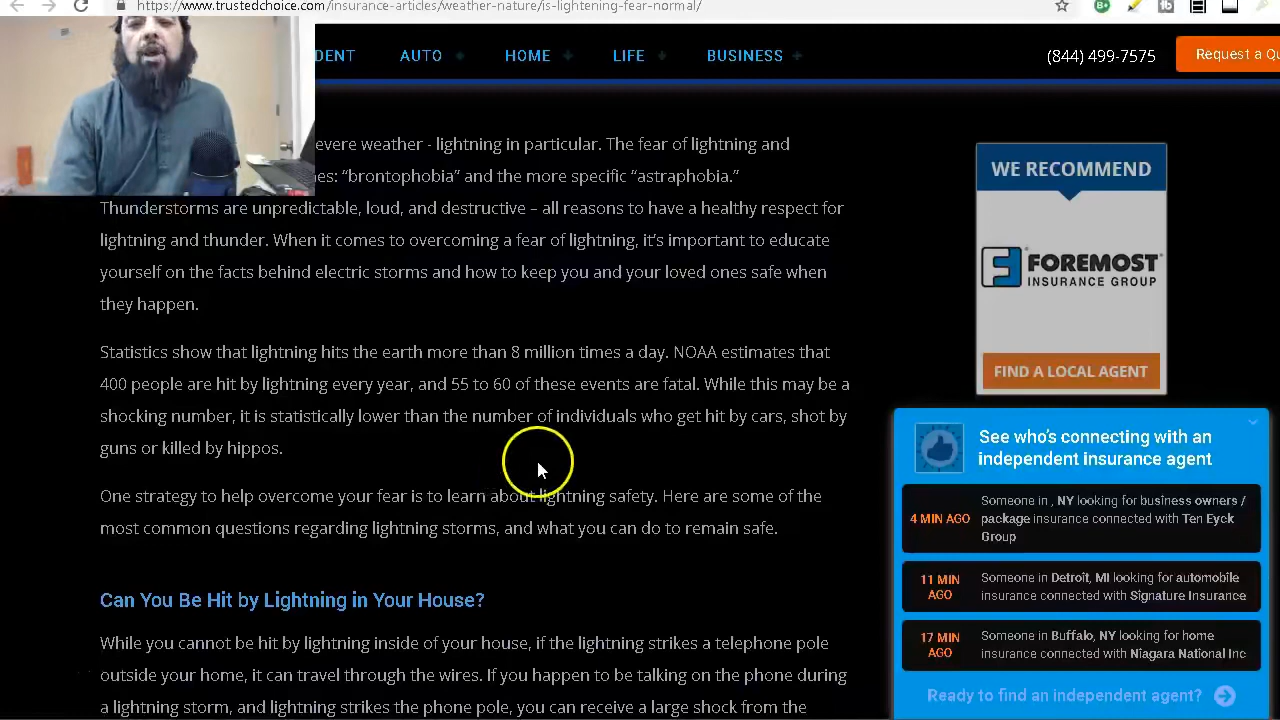 https://www.trustedchoice.com/insurance-articles/weather-nature/is-lightening-fear-normal/
DENT AUTO HOME LIFE BUSINESS (844) 499-7575 Request a Qu
evere weather - lightning in particular. The fear of lightning and
es: “brontophobia” and the more specific “astraphobia.”
Thunderstorms are unpredictable, loud, and destructive – all reasons to have a healthy respect for
lightning and thunder. When it comes to overcoming a fear of lightning, it’s important to educate
yourself on the facts behind electric storms and how to keep you and your loved ones safe when
they happen.
Statistics show that lightning hits the earth more than 8 million times a day. NOAA estimates that
400 people are hit by lightning every year, and 55 to 60 of these events are fatal. While this may be a
shocking number, it is statistically lower than the number of individuals who get hit by cars, shot by
guns or killed by hippos.
One strategy to help overcome your fear is to learn about lightning safety. Here are some of the
most common questions regarding lightning storms, and what you can do to remain safe.
Can You Be Hit by Lightning in Your House?
While you cannot be hit by lightning inside of your house, if the lightning strikes a telephone pole
outside your home, it can travel through the wires. If you happen to be talking on the phone during
a lightning storm, and lightning strikes the phone pole, you can receive a large shock from the
WE RECOMMEND
FOREMOST
INSURANCE GROUP
FIND A LOCAL AGENT
See who's connecting with an
independent insurance agent
4 MIN AGO
Someone in , NY looking for business owners /
package insurance connected with Ten Eyck
Group
11 MIN
AGO
Someone in Detroit, MI looking for automobile
insurance connected with Signature Insurance
17 MIN
AGO
Someone in Buffalo, NY looking for home
insurance connected with Niagara National Inc
Ready to find an independent agent?